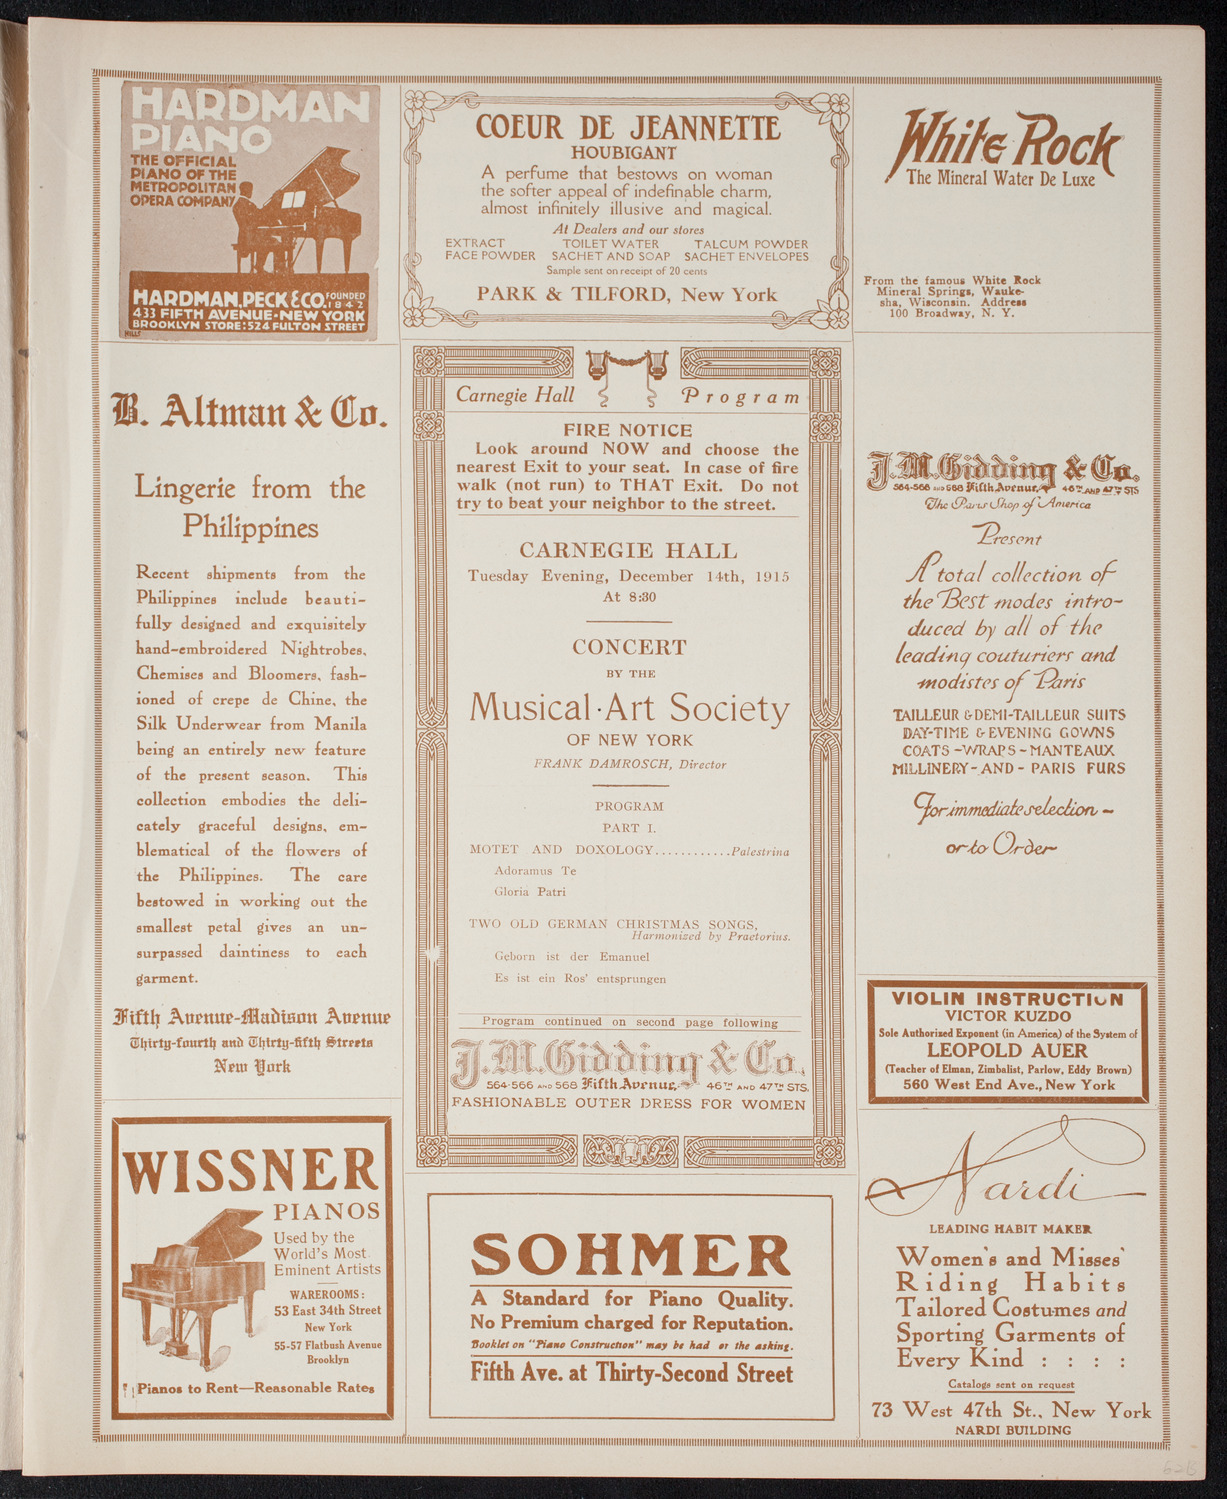 HARDMAN
PIANO
THE OFFICIAL
PIANO OF THE
METROPOLITAN
OPERA COMPANY
HARDMAN, PECK & CO. FOUNDED 1842
433 FIFTH AVENUE-NEW YORK
BROOKLYN STORE: 524 FULTON STREET
MILLS
B. Altman & Co.
Lingerie from the
Philippines
Recent shipments from the
Philippines include beauti-
fully designed and exquisitely
hand-embroidered Nightrobes,
Chemises and Bloomers, fash-
ioned of crepe de Chine, the
Silk Underwear from Manila
being an entirely new feature
of the present season. This
collection embodies the deli-
cately graceful designs, em-
blematical of the flowers of
the Philippines. The care
bestowed in working out the
smallest petal gives an un-
surpassed daintiness to each
garment.
Fifth Avenue-Madison Avenue
Thirty-fourth and Thirty-fifth Streets
New York
WISSNER
PIANOS
Used by the
World's Most
Eminent Artists
WAREROOMS:
53 East 34th Street
New York
55-57 Flatbush Avenue
Brooklyn
Pianos to Rent—Reasonable Rates
COEUR DE JEANNETTE
HOUBIGANT
A perfume that bestows on woman
the softer appeal of indefinable charm,
almost infinitely illusive and magical.
At Dealers and our stores
EXTRACT TOILET WATER TALCUM POWDER
FACE POWDER SACHET AND SOAP SACHET ENVELOPES
Sample sent on receipt of 20 cents
PARK & TILFORD, New York
Carnegie Hall Program
FIRE NOTICE
Look around NOW and choose the
nearest Exit to your seat. In case of fire
walk (not run) to THAT Exit. Do not
try to beat your neighbor to the street.
CARNEGIE HALL
Tuesday Evening, December 14th, 1915
At 8:30
CONCERT
BY THE
Musical·Art Society
OF NEW YORK
FRANK DAMROSCH, Director
PROGRAM
PART I.
MOTET AND DOXOLOGY............Palestrina
Adoramus Te
Gloria Patri
TWO OLD GERMAN CHRISTMAS SONGS,
Harmonized by Praetorius.
Geborn ist der Emanuel
Es ist ein Ros' entsprungen
Program continued on second page following
J.M. Gidding & Co.
564-566 AND 568 Fifth Avenue, 46TH AND 47TH STS.
FASHIONABLE OUTER DRESS FOR WOMEN
SOHMER
A Standard for Piano Quality.
No Premium charged for Reputation.
Booklet on "Piano Construction" may be had or the asking.
Fifth Ave. at Thirty-Second Street
White Rock
The Mineral Water De Luxe
From the famous White Rock
Mineral Springs, Wauke-
sha, Wisconsin. Address
100 Broadway, N. Y.
J.M. Gidding & Co.
564-566 AND 568 Fifth Avenue, 46TH AND 47TH STS
The Paris Shop of America
Present
A total collection of
the Best modes intro-
duced by all of the
leading couturiers and
modistes of Paris
TAILLEUR & DEMI-TAILLEUR SUITS
DAY-TIME & EVENING GOWNS
COATS - WRAPS - MANTEAUX
MILLINERY - AND - PARIS FURS
For immediate selection -
or to Order
VIOLIN INSTRUCTION
VICTOR KUZDO
Sole Authorized Exponent (in America) of the System of
LEOPOLD AUER
(Teacher of Elman, Zimbalist, Parlow, Eddy Brown)
560 West End Ave., New York
Nardi
LEADING HABIT MAKER
Women's and Misses'
Riding Habits
Tailored Costumes and
Sporting Garments of
Every Kind : : : :
Catalogs sent on request
73 West 47th St., New York
NARDI BUILDING